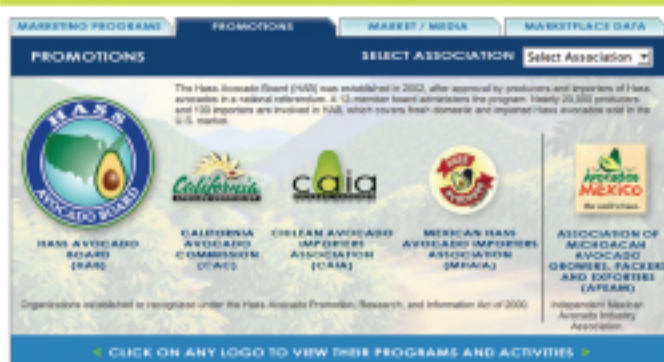 MARKETING PROGRAMS PROMOTIONS MARKET / MEDIA MARKETPLACE DATA
PROMOTIONS SELECT ASSOCIATION Select Association
The Hass Avocado Board (HAB) was established in 2002, after approval by producers and importers of Hass
avocados in a national referendum. A 12-member board administers the program. Nearly 20,000 producers
and 100 importers are involved in HAB, which covers fresh domestic and imported Hass avocados sold in the
U.S. market.
HASS
AVOCADO BOARD
California
caia
Avocados
MEXICO
HASS AVOCADO
BOARD
(HAB)
CALIFORNIA
AVOCADO
COMMISSION
(CAC)
CHILEAN AVOCADO
IMPORTERS
ASSOCIATION
(CAIA)
MEXICAN HASS
AVOCADO IMPORTERS
ASSOCIATION
(MHAIA)
ASSOCIATION OF
MICHOACAN
AVOCADO
GROWERS, PACKERS
AND EXPORTERS
(APEAM)
Organizations established or recognized under the Hass Avocado Promotion, Research, and Information Act of 2000.
Independent Mexican
Avocado Industry
Association.
CLICK ON ANY LOGO TO VIEW THEIR PROGRAMS AND ACTIVITIES